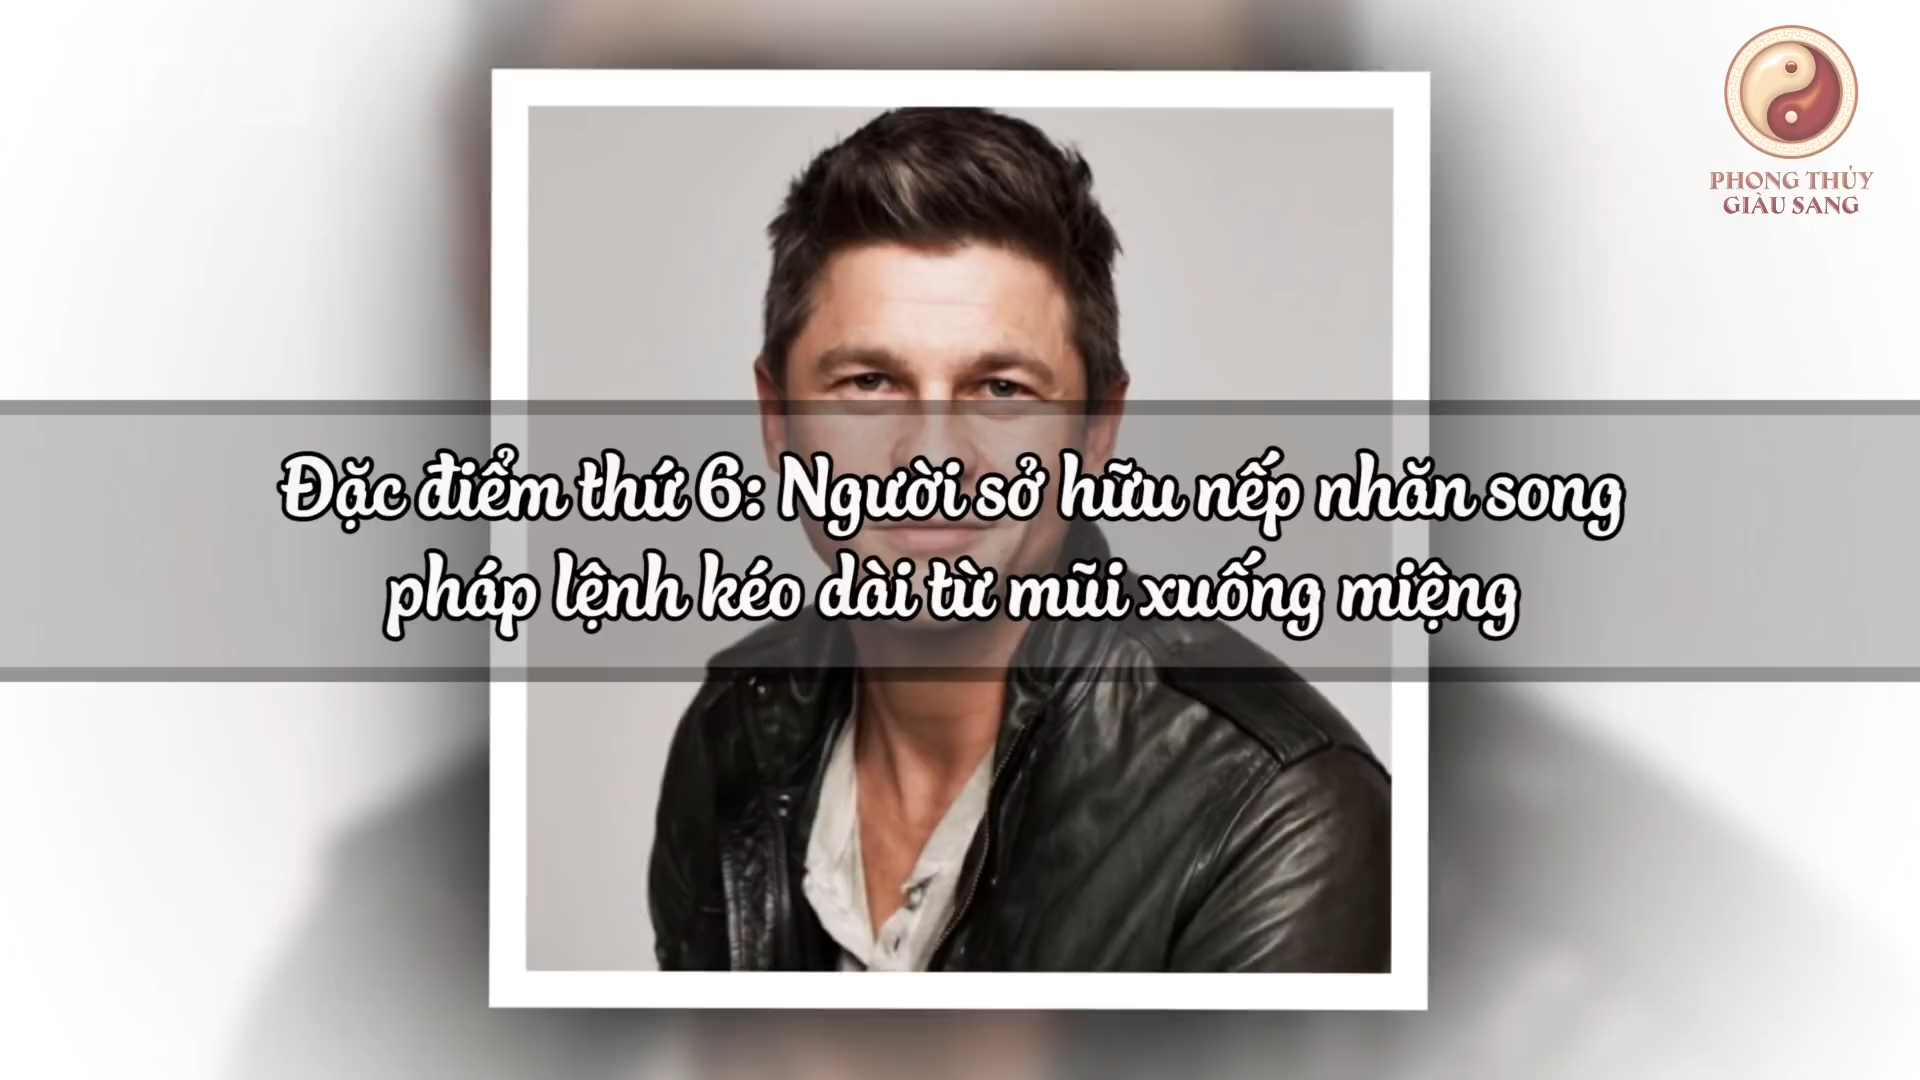 PHONG THỦY
GIÀU SANG
Đặc điểm thứ 6: Người sở hữu nếp nhăn song
pháp lệnh kéo dài từ mũi xuống miệng